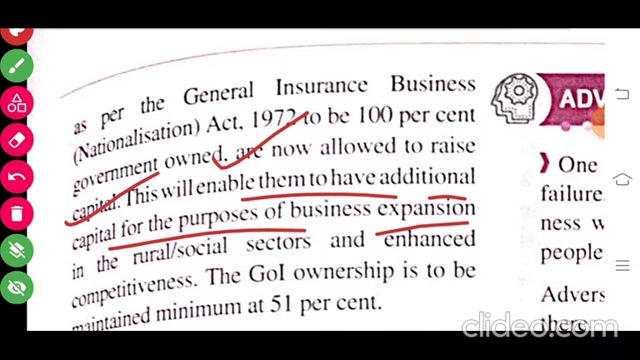 as per the General Insurance Business
(Nationalisation) Act, 1972 to be 100 per cent
government owned, are now allowed to raise
capital. This will enable them to have additional
capital for the purposes of business expansion
in the rural/social sectors and enhanced
competitiveness. The GoI ownership is to be
maintained minimum at 51 per cent.
ADV
One
failure
ness w
people
Advers
there
clideo.com